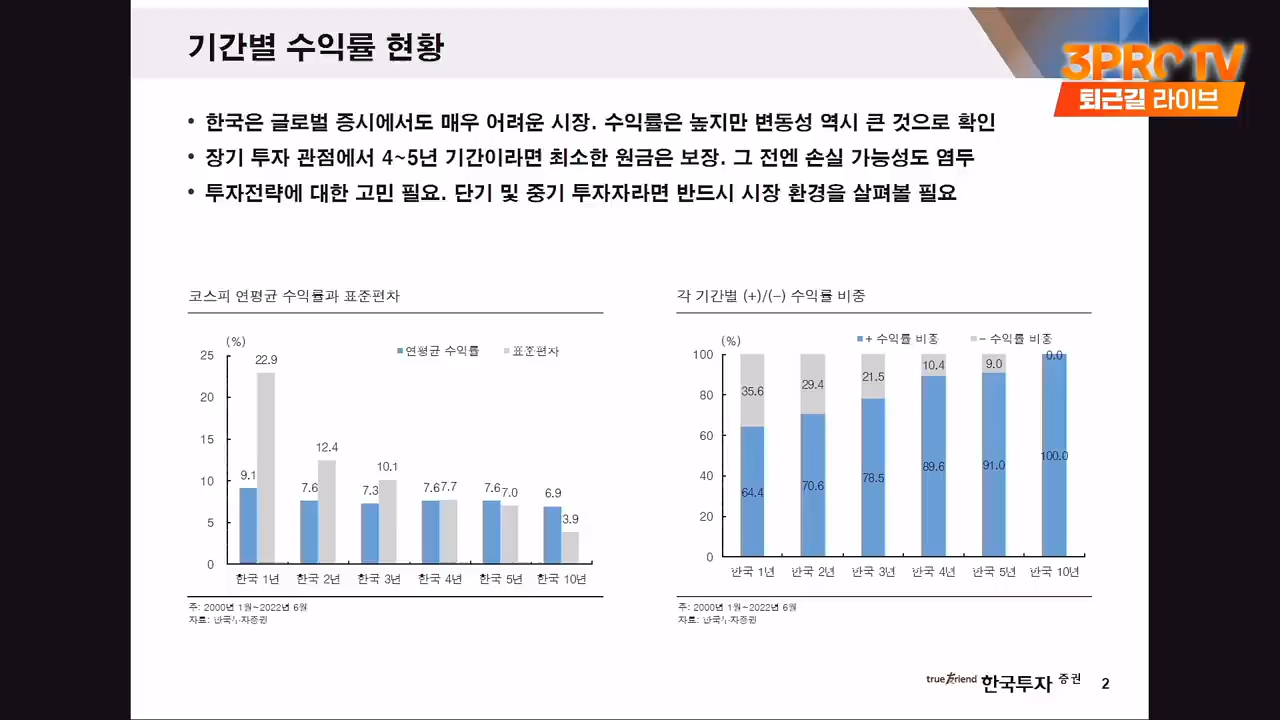 기간별 수익률 현황
3PROTV
퇴근길 라이브
• 한국은 글로벌 증시에서도 매우 어려운 시장. 수익률은 높지만 변동성 역시 큰 것으로 확인
• 장기 투자 관점에서 4~5년 기간이라면 최소한 원금은 보장. 그 전엔 손실 가능성도 염두
• 투자전략에 대한 고민 필요. 단기 및 중기 투자자라면 반드시 시장 환경을 살펴볼 필요
코스피 연평균 수익률과 표준편차
(%)
연평균 수익률 표준편차
25
20
15
10
5
0
9.1 22.9
7.6 12.4
7.3 10.1
7.6 7.7
7.6 7.0
6.9 3.9
한국 1년 한국 2년 한국 3년 한국 4년 한국 5년 한국 10년
주: 2000년 1월~2022년 6월
자료: 한국투자증권
각 기간별 (+)/(-) 수익률 비중
(%)
+ 수익률 비중 - 수익률 비중
100
80
60
40
20
0
35.6 29.4 21.5 10.4 9.0 0.0
64.4 70.6 78.5 89.6 91.0 100.0
한국 1년 한국 2년 한국 3년 한국 4년 한국 5년 한국 10년
주: 2000년 1월~2022년 6월
자료: 한국투자증권
true friend 한국투자 증권 2